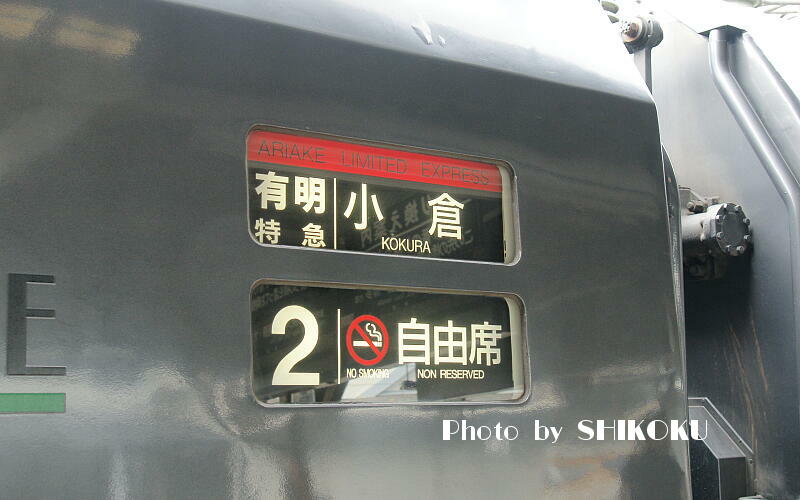 ARIAKE LIMITED EXPRESS
有明 小倉
特急 KOKURA
2 自由席
NO SMOKING NON RESERVED
E
Photo by SHIKOKU